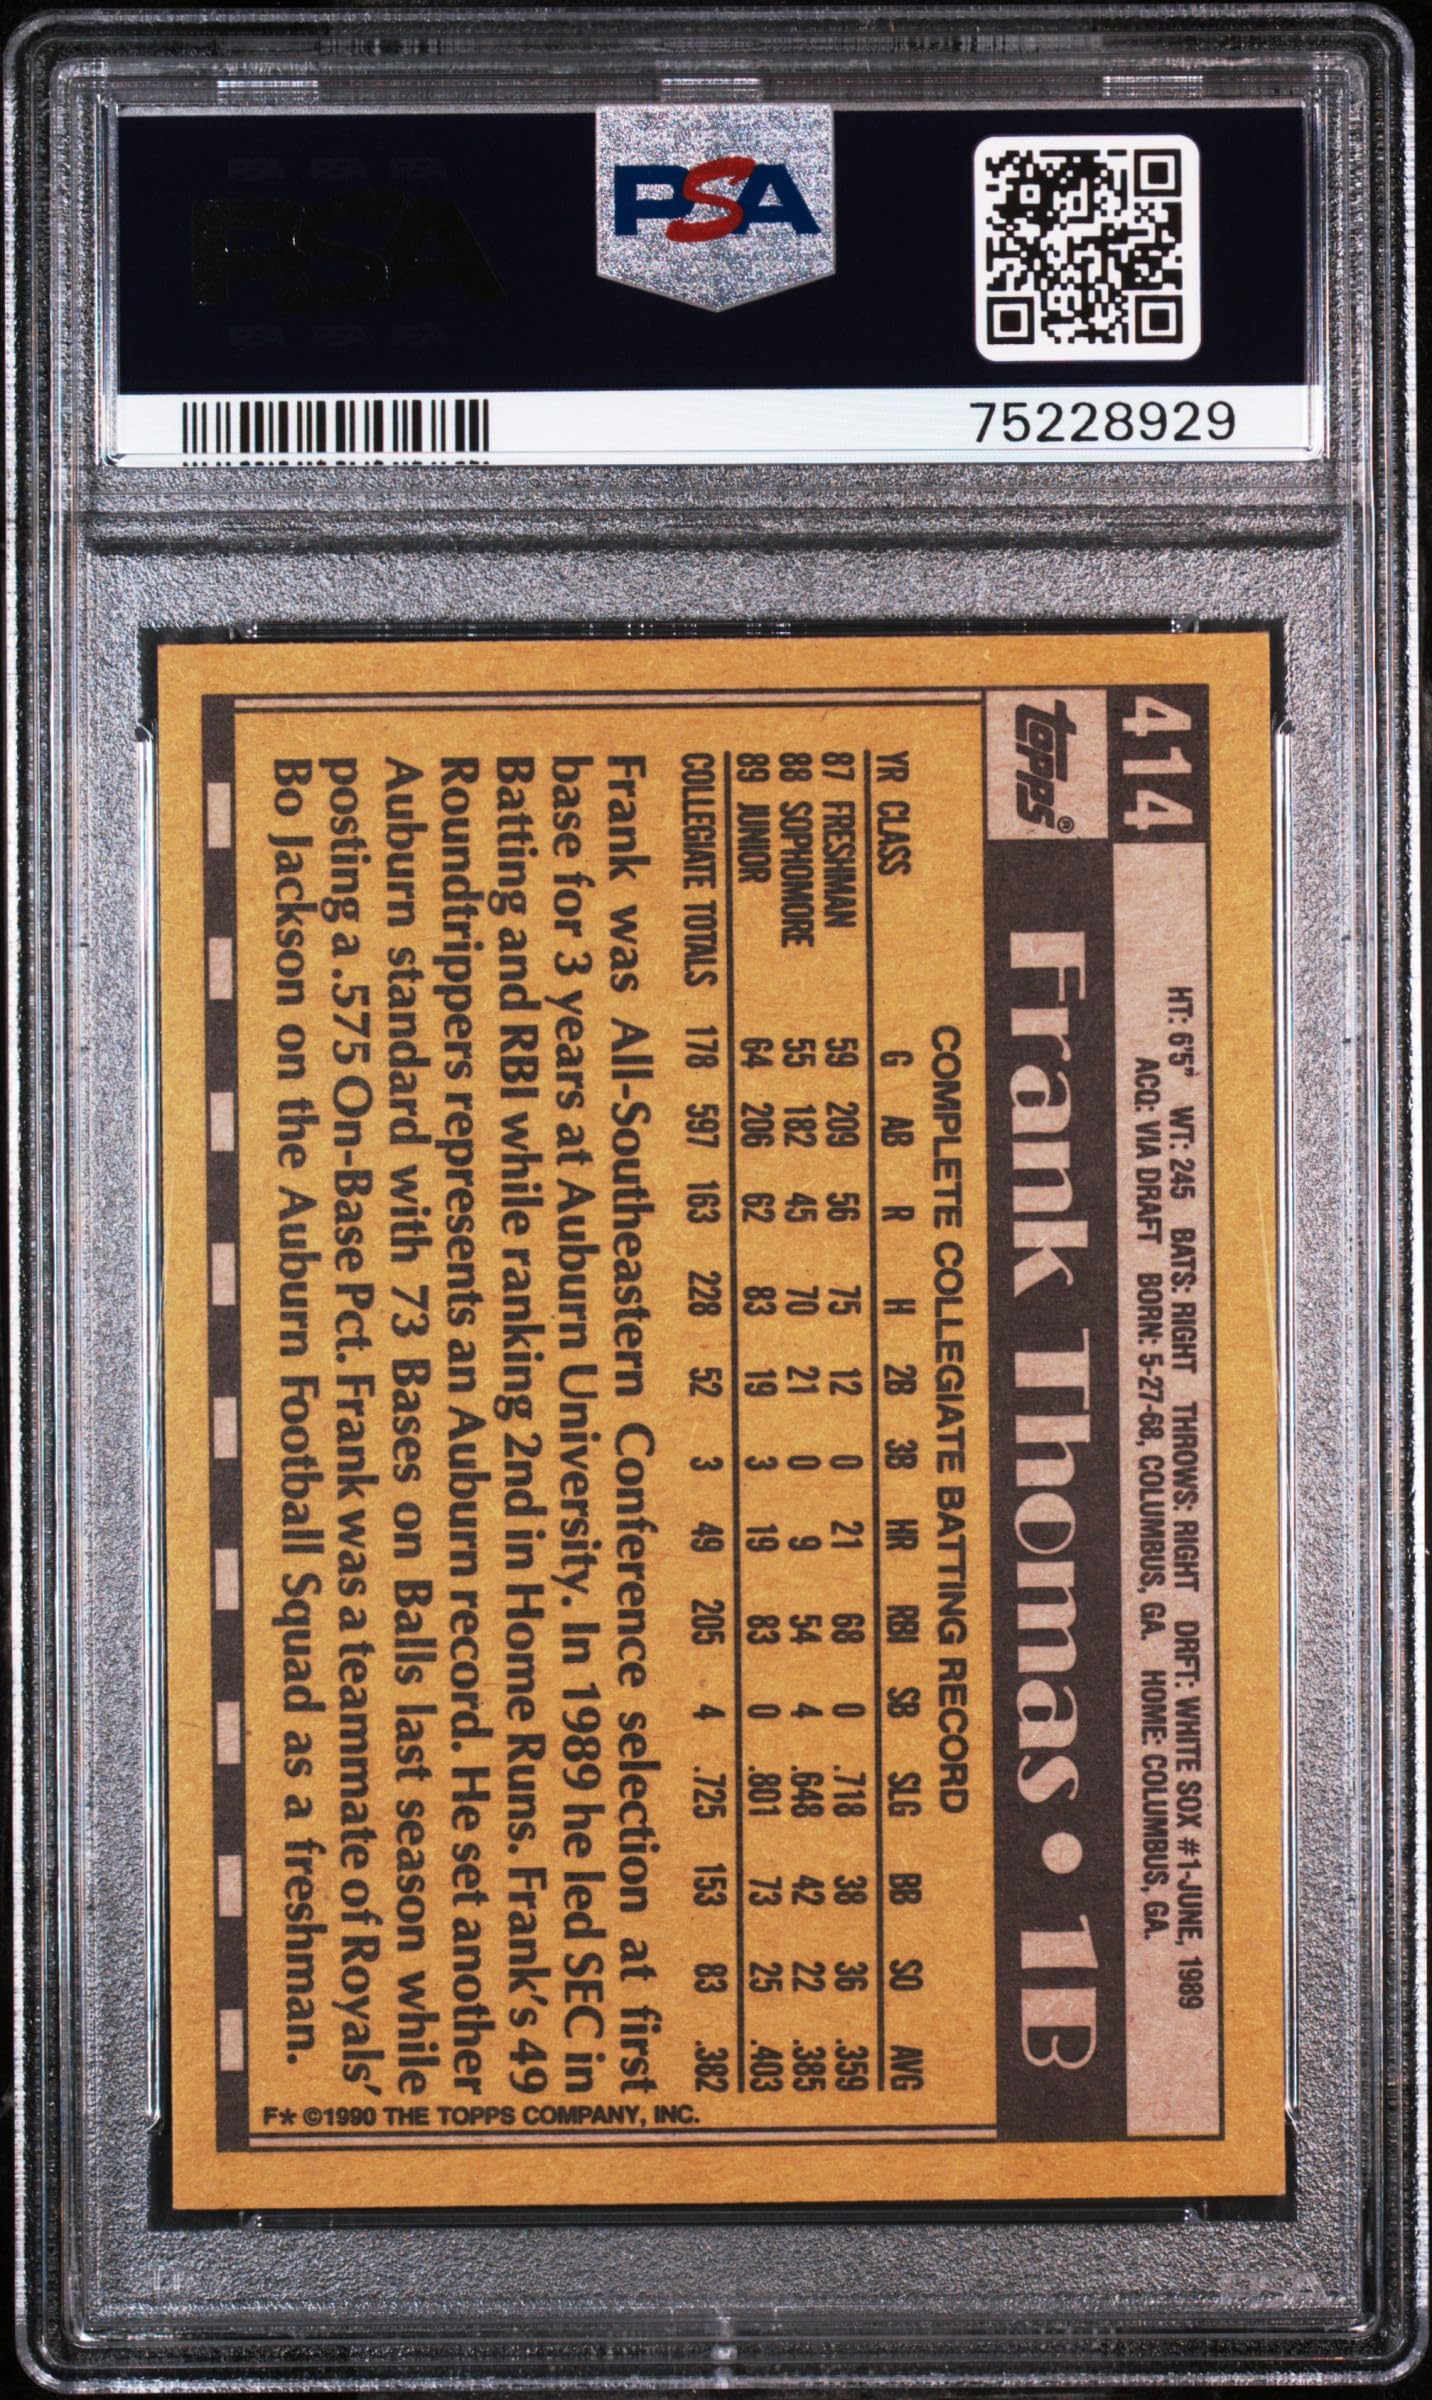 PSA PSA PSA
PSA
PSA PSA PSA
PSA
75228929
414
topps®
HT: 6'5" WT: 245 BATS: RIGHT THROWS: RIGHT DRFT: WHITE SOX #1-JUNE, 1989
ACQ: VIA DRAFT BORN: 5-27-68, COLUMBUS, GA. HOME: COLUMBUS, GA.
Frank Thomas • 1B
COMPLETE COLLEGIATE BATTING RECORD
YR CLASS G AB R H 2B 3B HR RBI SB SLG BB SO AVG
87 FRESHMAN 59 209 56 75 12 0 21 68 0 .718 38 36 .359
88 SOPHOMORE 55 182 45 70 21 0 9 54 4 .648 42 22 .385
89 JUNIOR 64 206 62 83 19 3 19 83 0 .801 73 25 .403
COLLEGIATE TOTALS 178 597 163 228 52 3 49 205 4 .725 153 83 .382
Frank was All-Southeastern Conference selection at first
base for 3 years at Auburn University. In 1989 he led SEC in
Batting and RBI while ranking 2nd in Home Runs. Frank's 49
Roundtrippers represents an Auburn record. He set another
Auburn standard with 73 Bases on Balls last season while
posting a .575 On-Base Pct. Frank was a teammate of Royals'
Bo Jackson on the Auburn Football Squad as a freshman.
F* ©1990 THE TOPPS COMPANY, INC.
PSA